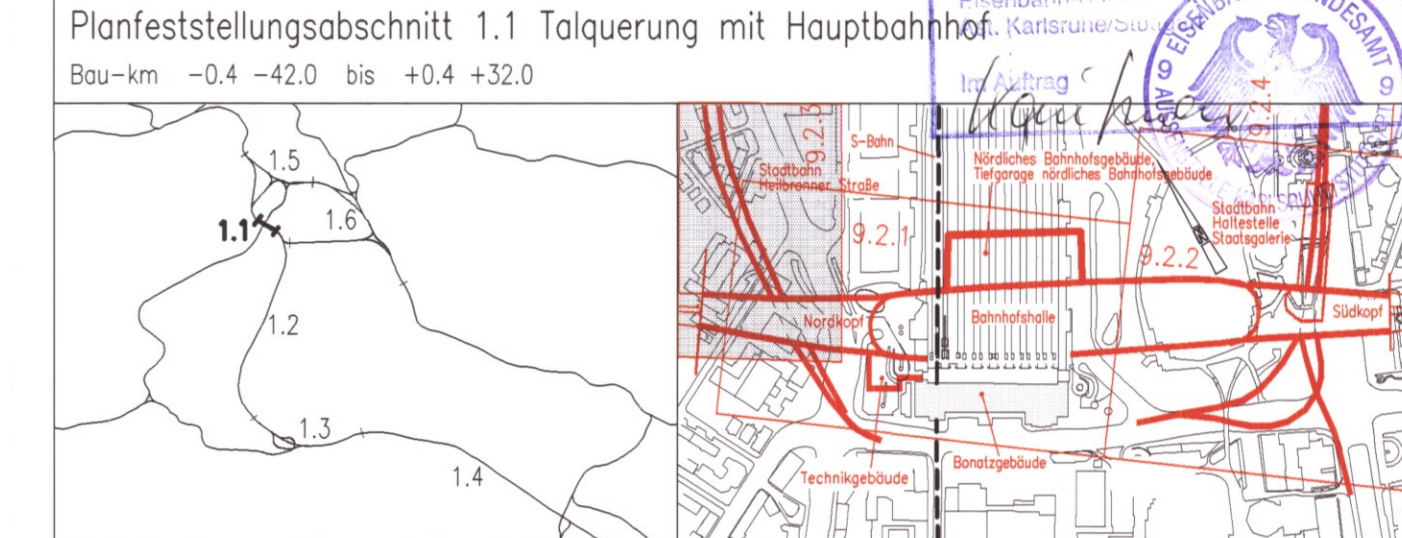 Planfeststellungsabschnitt 1.1 Talquerung mit Hauptbahnhof
Bau-km -0.4 -42.0 bis +0.4 +32.0
Im Auftrag
1.5
1.6
1.1
1.2
1.3
1.4
9.2.3
S-Bahn
Stadtbahn
Heilbronner Straße
9.2.1
Nördliches Bahnhofsgebäude,
Tiefgarage nördliches Bahnhofsgebäude
9.2.4
Stadtbahn
Haltestelle
Staatsgalerie
9.2.2
Nordkopf
Bahnhofshalle
Südkopf
Technikgebäude
Bonatzgebäude